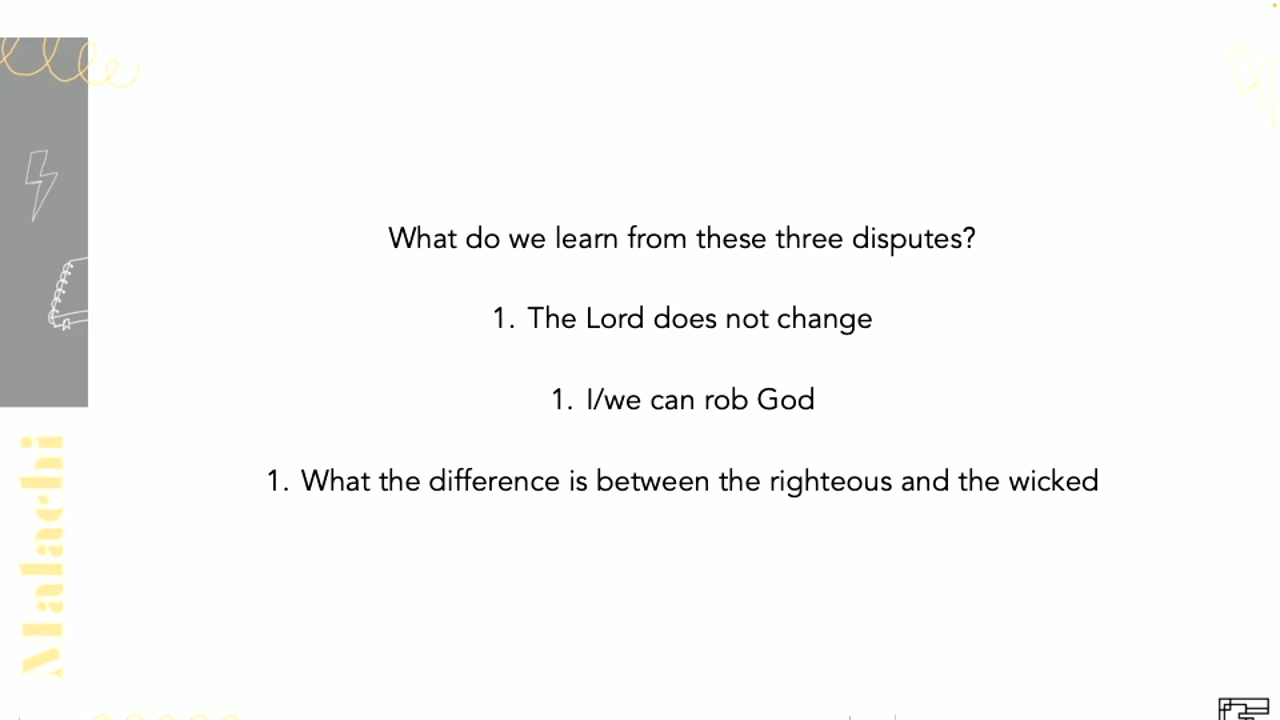 What do we learn from these three disputes?
1. The Lord does not change
1. I/we can rob God
1. What the difference is between the righteous and the wicked
Malachi